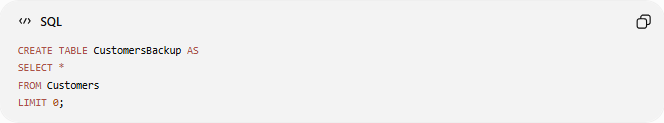 SQL
CREATE TABLE CustomersBackup AS
SELECT *
FROM Customers
LIMIT 0;